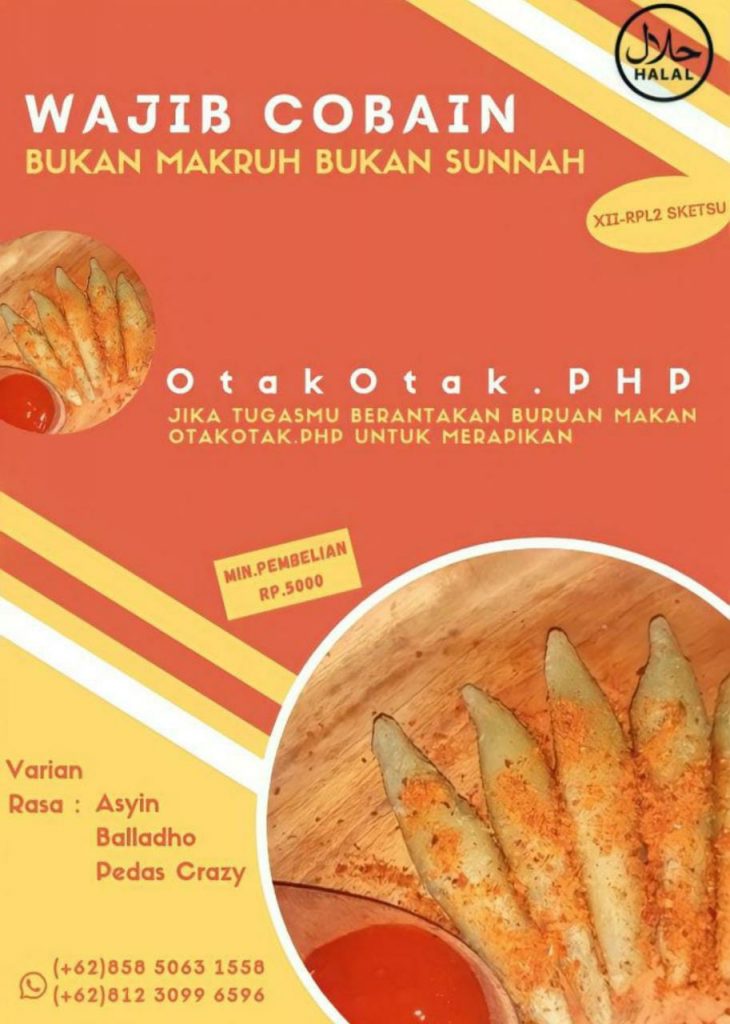 حلال
HALAL
WAJIB COBAIN
BUKAN MAKRUH BUKAN SUNNAH
XII-RPL2 SKETSU
OtakOtak.PHP
JIKA TUGASMU BERANTAKAN BURUAN MAKAN
OTAKOTAK.PHP UNTUK MERAPIKAN
MIN.PEMBELIAN
RP.5000
Varian
Rasa : Asyin
Balladho
Pedas Crazy
(+62)858 5063 1558
(+62)812 3099 6596